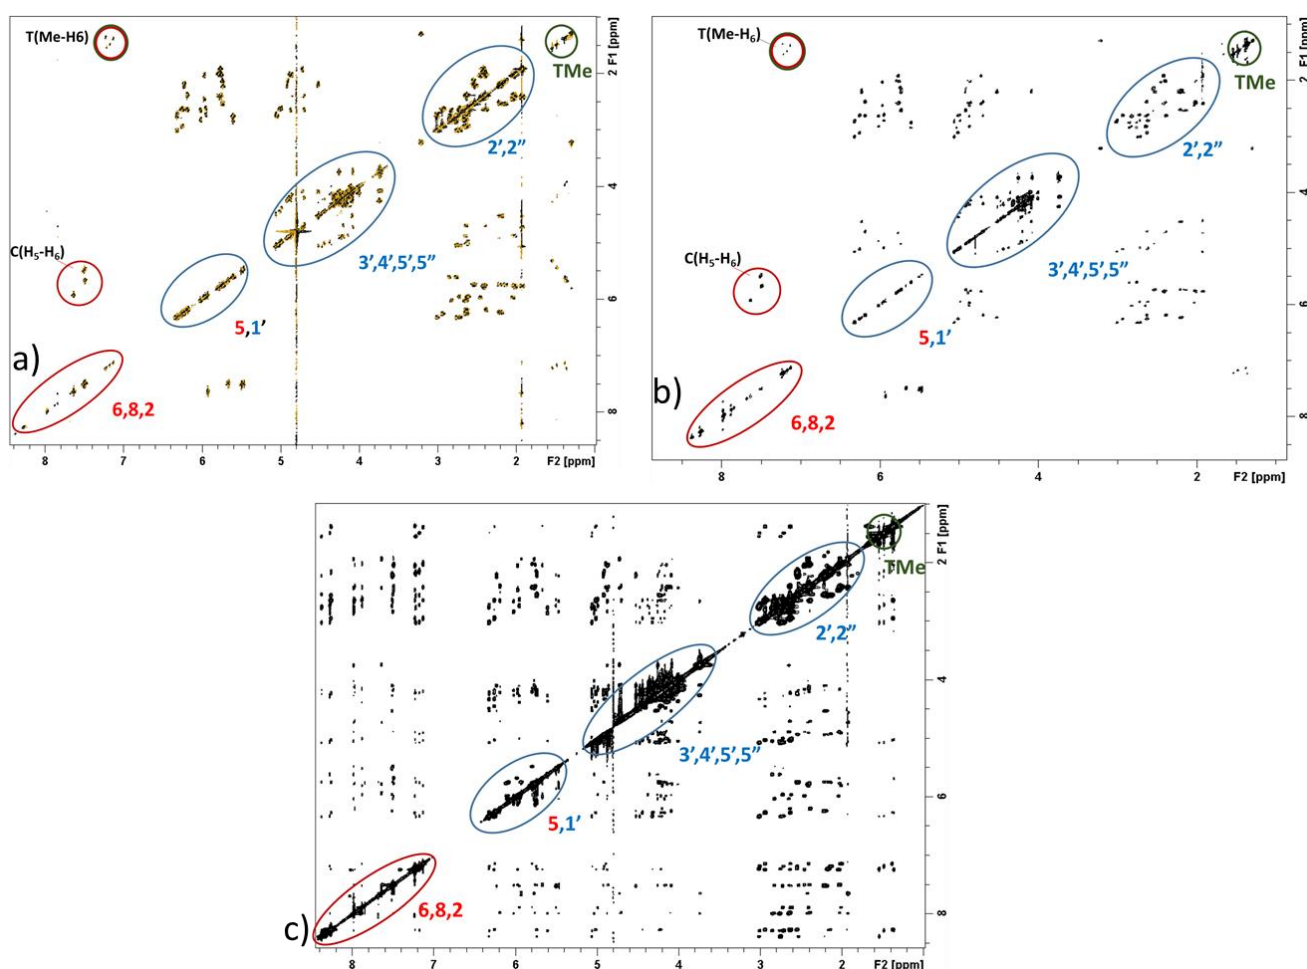 T(Me-H6)
TMe
2
2',2"
4
3',4',5',5"
C(H₅-H₆)
6
5,1'
a)
6,8,2
8
F1 [ppm]
8 7 6 5 4 3 2 F2 [ppm]
T(Me-H₆)
TMe
2
2',2"
4
3',4',5',5"
C(H₅-H₆)
6
5,1'
b)
6,8,2
8
F1 [ppm]
8 6 4 2 F2 [ppm]
TMe
2
2',2"
4
3',4',5',5"
6
5,1'
6,8,2
8
c)
F1 [ppm]
8 7 6 5 4 3 2 F2 [ppm]